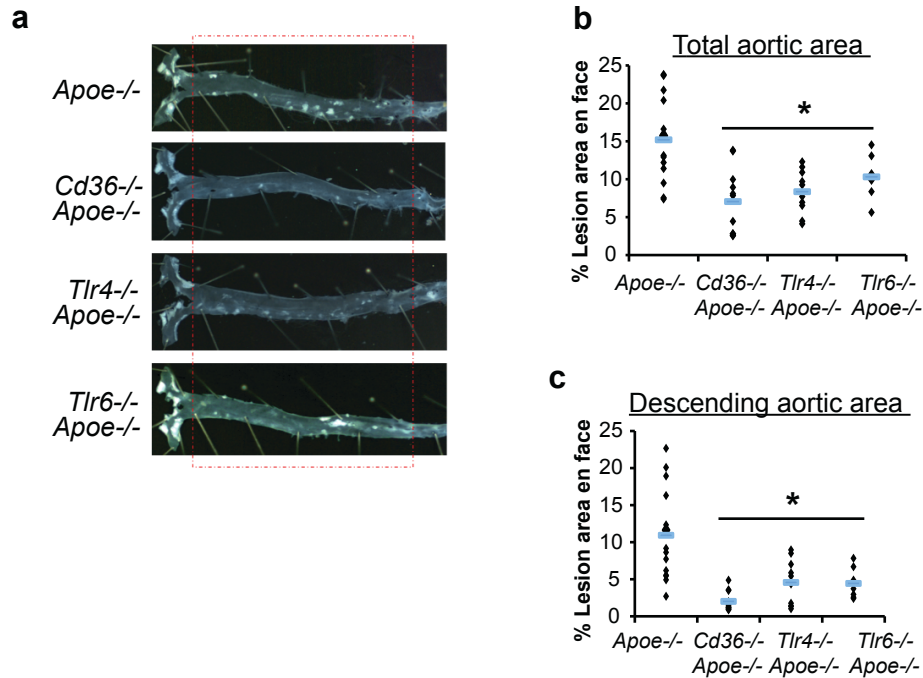 a
Apoe-/-
Cd36-/-
Apoe-/-
Tlr4-/-
Apoe-/-
Tlr6-/-
Apoe-/-
b
Total aortic area
% Lesion area en face
25
20
15
10
5
0
*
Apoe-/-
Cd36-/-
Apoe-/-
Tlr4-/-
Apoe-/-
Tlr6-/-
Apoe-/-
c
Descending aortic area
% Lesion area en face
25
20
15
10
5
0
*
Apoe-/-
Cd36-/-
Apoe-/-
Tlr4-/-
Apoe-/-
Tlr6-/-
Apoe-/-